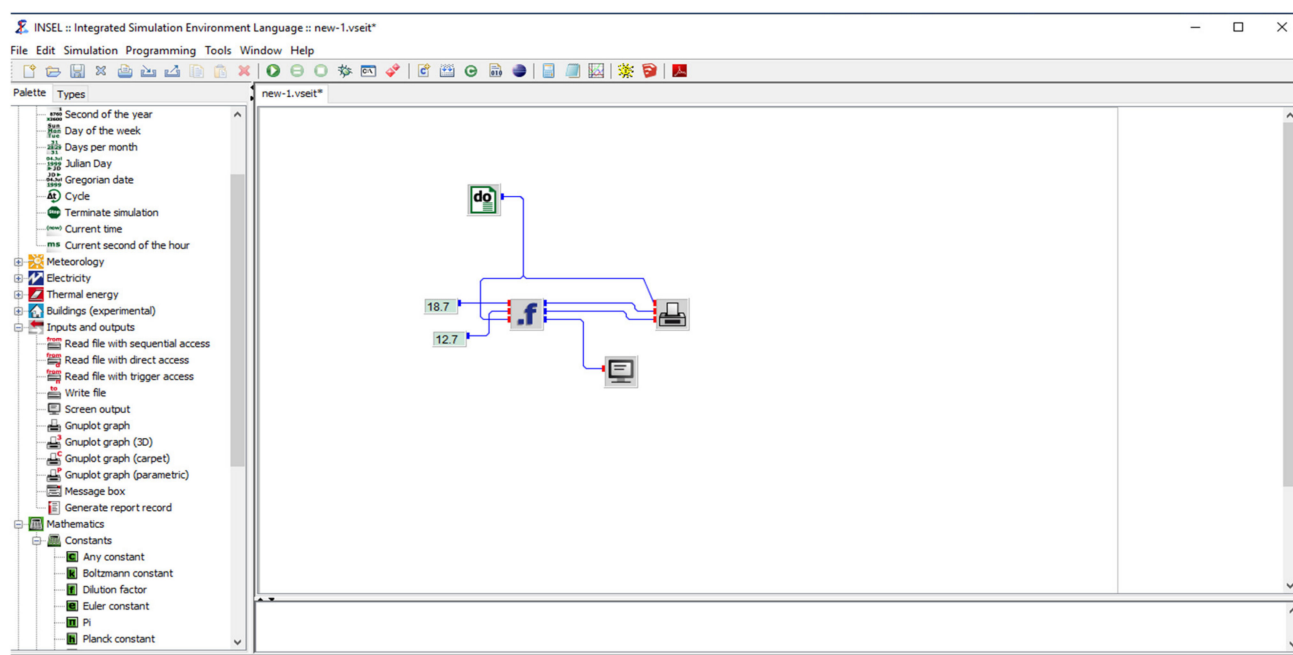 INSEL :: Integrated Simulation Environment Language :: new-1.vseit*
File Edit Simulation Programming Tools Window Help
Palette Types
new-1.vseit*
Second of the year
Day of the week
Days per month
Julian Day
Gregorian date
Cycle
Terminate simulation
Current time
ms Current second of the hour
Meteorology
Electricity
Thermal energy
Buildings (experimental)
Inputs and outputs
Read file with sequential access
Read file with direct access
Read file with trigger access
Write file
Screen output
Gnuplot graph
Gnuplot graph (3D)
Gnuplot graph (carpet)
Gnuplot graph (parametric)
Message box
Generate report record
Mathematics
Constants
Any constant
Boltzmann constant
Dilution factor
Euler constant
Pi
Planck constant
do
18.7
.f
12.7